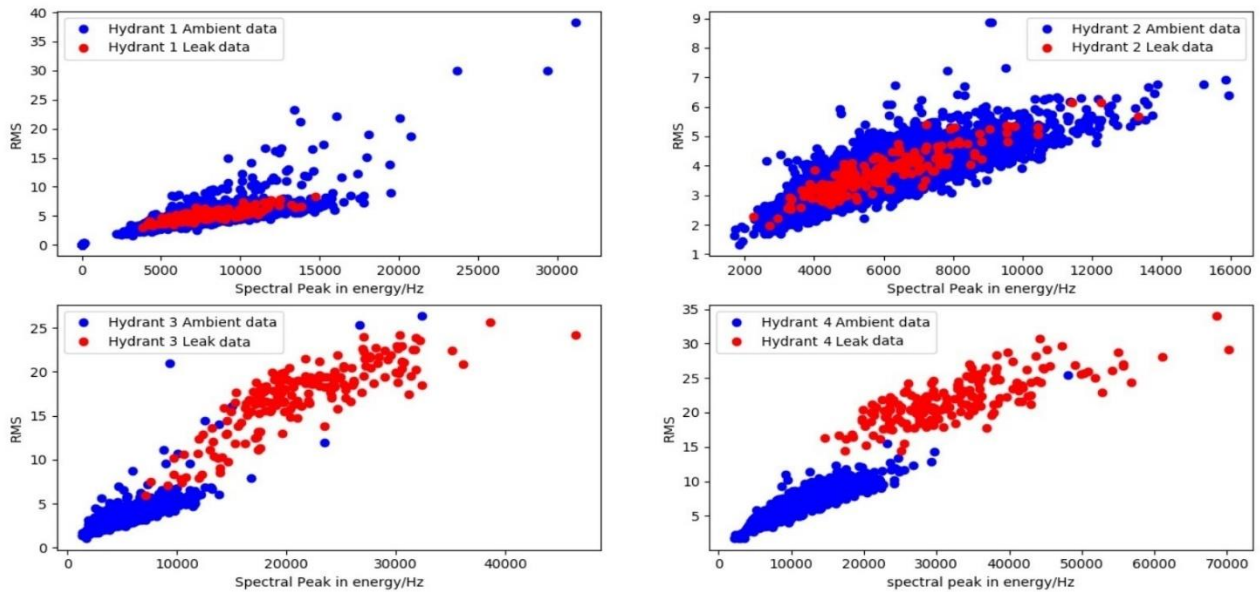 40
35
30
25
20
15
10
5
0
RMS
Hydrant 1 Ambient data
Hydrant 1 Leak data
0 5000 10000 15000 20000 25000 30000
Spectral Peak in energy/Hz
9
8
7
6
5
4
3
2
1
RMS
Hydrant 2 Ambient data
Hydrant 2 Leak data
2000 4000 6000 8000 10000 12000 14000 16000
Spectral Peak in energy/Hz
25
20
15
10
5
0
RMS
Hydrant 3 Ambient data
Hydrant 3 Leak data
0 10000 20000 30000 40000
Spectral Peak in energy/Hz
35
30
25
20
15
10
5
RMS
Hydrant 4 Ambient data
Hydrant 4 Leak data
0 10000 20000 30000 40000 50000 60000 70000
spectral peak in energy/Hz